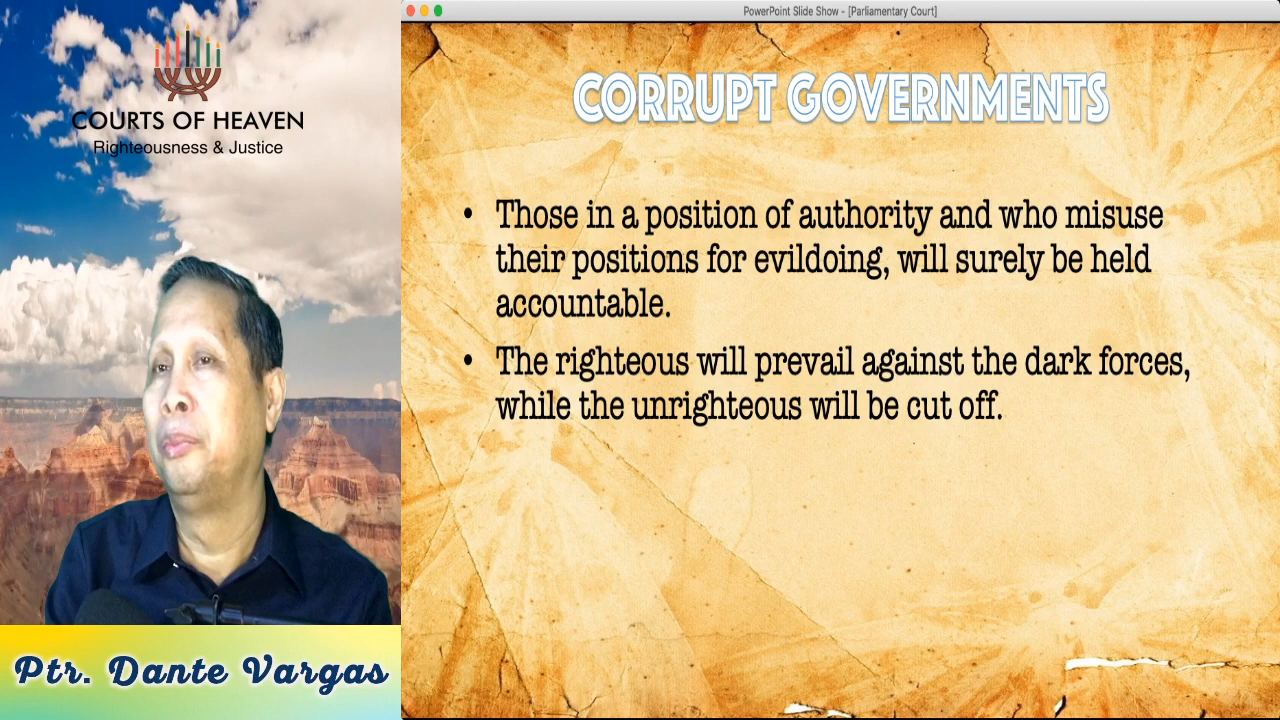 COURTS OF HEAVEN
Righteousness & Justice
Ptr. Dante Vargas
PowerPoint Slide Show - [Parliamentary Court]
CORRUPT GOVERNMENTS
• Those in a position of authority and who misuse
their positions for evildoing, will surely be held
accountable.
• The righteous will prevail against the dark forces,
while the unrighteous will be cut off.